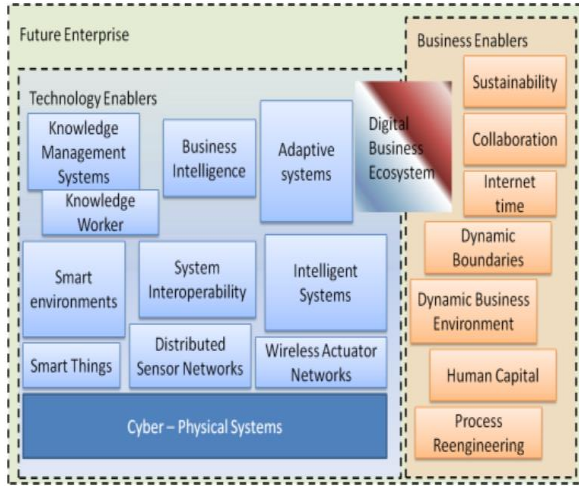 Future Enterprise
Technology Enablers
Knowledge
Management
Systems
Knowledge
Worker
Business
Intelligence
Adaptive
systems
Digital
Business
Ecosystem
Smart
environments
System
Interoperability
Intelligent
Systems
Smart Things
Distributed
Sensor Networks
Wireless Actuator
Networks
Cyber – Physical Systems
Business Enablers
Sustainability
Collaboration
Internet
time
Dynamic
Boundaries
Dynamic Business
Environment
Human Capital
Process
Reengineering